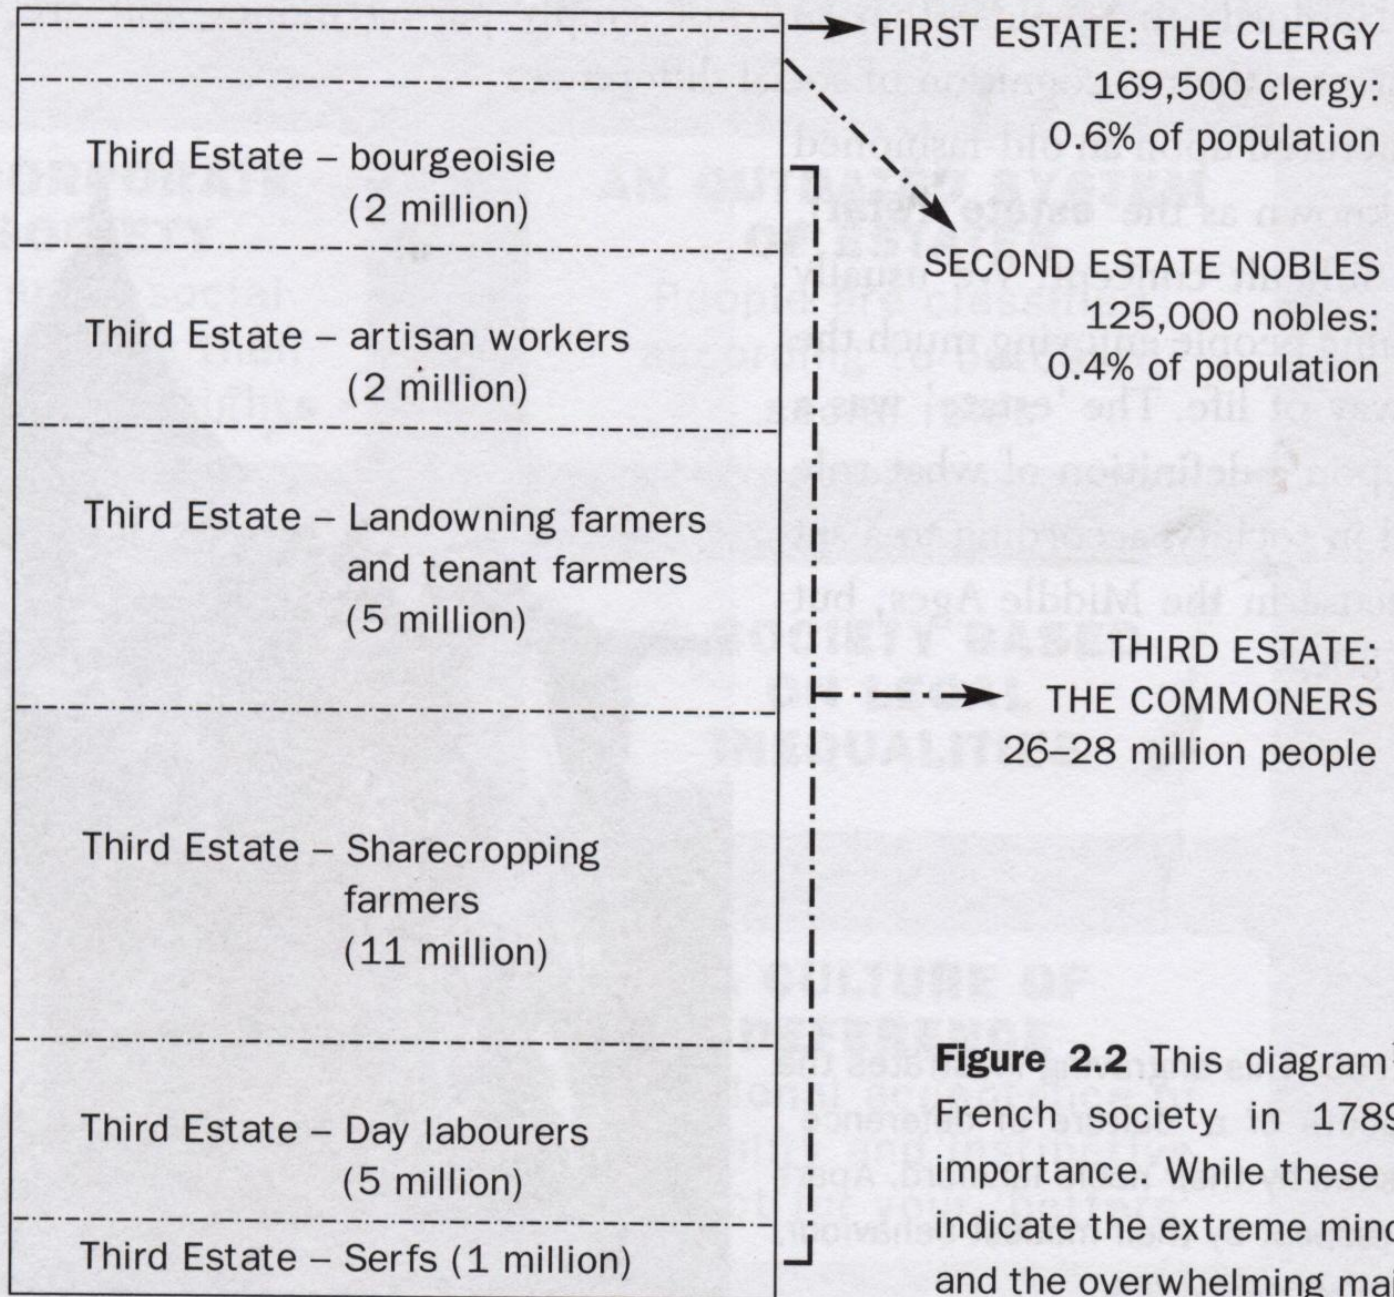 FIRST ESTATE: THE CLERGY
169,500 clergy:
0.6% of population
SECOND ESTATE NOBLES
125,000 nobles:
0.4% of population
Third Estate – bourgeoisie
(2 million)
Third Estate – artisan workers
(2 million)
Third Estate – Landowning farmers
and tenant farmers
(5 million)
THIRD ESTATE:
THE COMMONERS
26–28 million people
Third Estate – Sharecropping
farmers
(11 million)
Third Estate – Day labourers
(5 million)
Third Estate – Serfs (1 million)
Figure 2.2 This diagram
French society in 1789
importance. While these
indicate the extreme
and the overwhelming